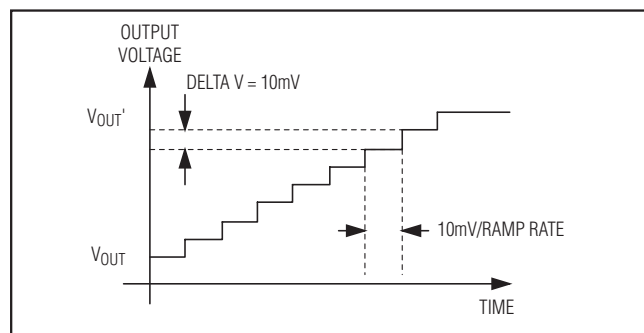 OUTPUT
VOLTAGE
DELTA V = 10mV
VOUT'
10mV/RAMP RATE
VOUT
TIME